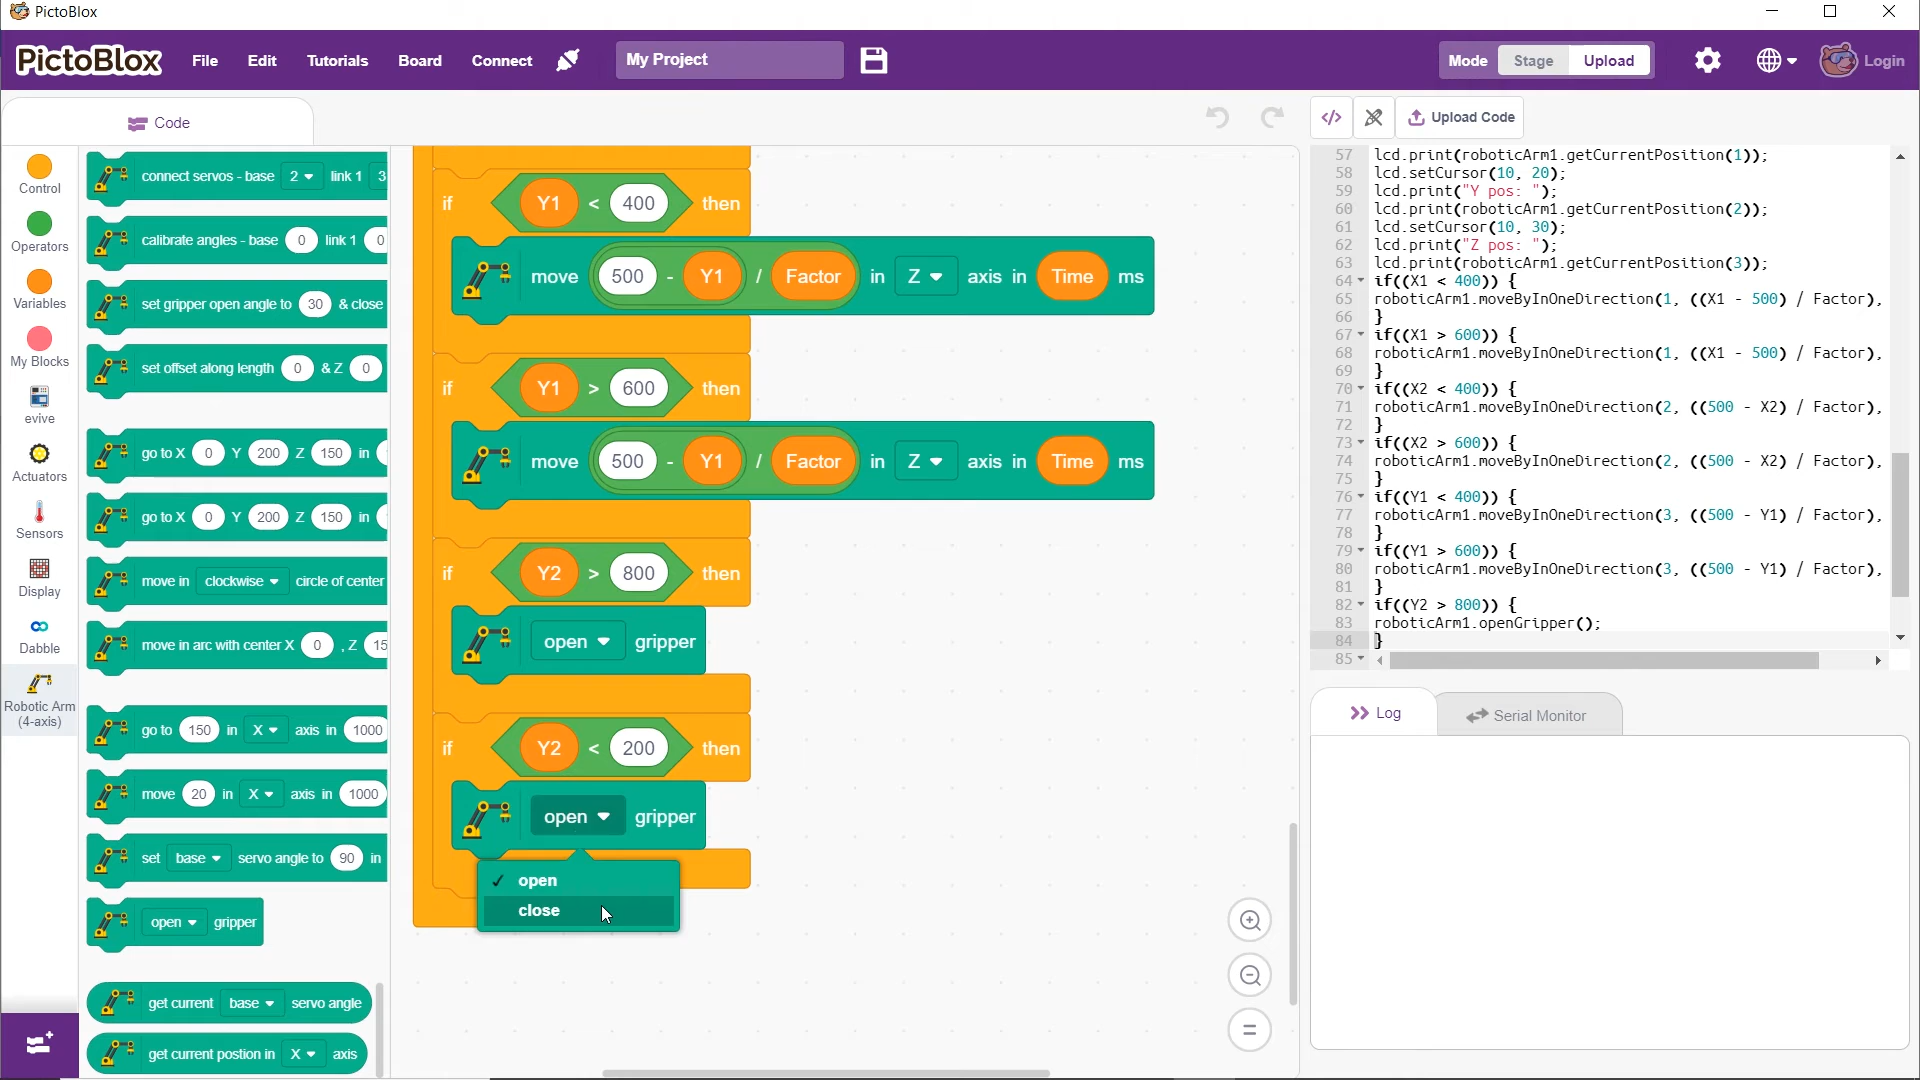 PictoBlox
PictoBlox File Edit Tutorials Board Connect My Project Mode Stage Upload Login
Code
Upload Code
Control
Operators
Variables
My Blocks
evive
Actuators
Sensors
Display
Dabble
Robotic Arm
(4-axis)
connect servos - base 2 link 1 3
calibrate angles - base 0 link 1 0
set gripper open angle to 30 & close
set offset along length 0 & Z 0
go to X 0 Y 200 Z 150 in
go to X 0 Y 200 Z 150 in
move in clockwise circle of center
move in arc with center X 0 , Z 15
go to 150 in X axis in 1000
move 20 in X axis in 1000
set base servo angle to 90 in
open gripper
get current base servo angle
get current postion in X axis
if Y1 < 400 then
move 500 - Y1 / Factor in Z axis in Time ms
if Y1 > 600 then
move 500 - Y1 / Factor in Z axis in Time ms
if Y2 > 800 then
open gripper
if Y2 < 200 then
open gripper
✓ open
close
57 lcd.print(roboticArm1.getCurrentPosition(1));
58 lcd.setCursor(10, 20);
59 lcd.print("Y pos: ");
60 lcd.print(roboticArm1.getCurrentPosition(2));
61 lcd.setCursor(10, 30);
62 lcd.print("Z pos: ");
63 lcd.print(roboticArm1.getCurrentPosition(3));
64 if((X1 < 400)) {
65 roboticArm1.moveByInOneDirection(1, ((X1 - 500) / Factor),
66 }
67 if((X1 > 600)) {
68 roboticArm1.moveByInOneDirection(1, ((X1 - 500) / Factor),
69 }
70 if((X2 < 400)) {
71 roboticArm1.moveByInOneDirection(2, ((500 - X2) / Factor),
72 }
73 if((X2 > 600)) {
74 roboticArm1.moveByInOneDirection(2, ((500 - X2) / Factor),
75 }
76 if((Y1 < 400)) {
77 roboticArm1.moveByInOneDirection(3, ((500 - Y1) / Factor),
78 }
79 if((Y1 > 600)) {
80 roboticArm1.moveByInOneDirection(3, ((500 - Y1) / Factor),
81 }
82 if((Y2 > 800)) {
83 roboticArm1.openGripper();
84 }
85
Log Serial Monitor